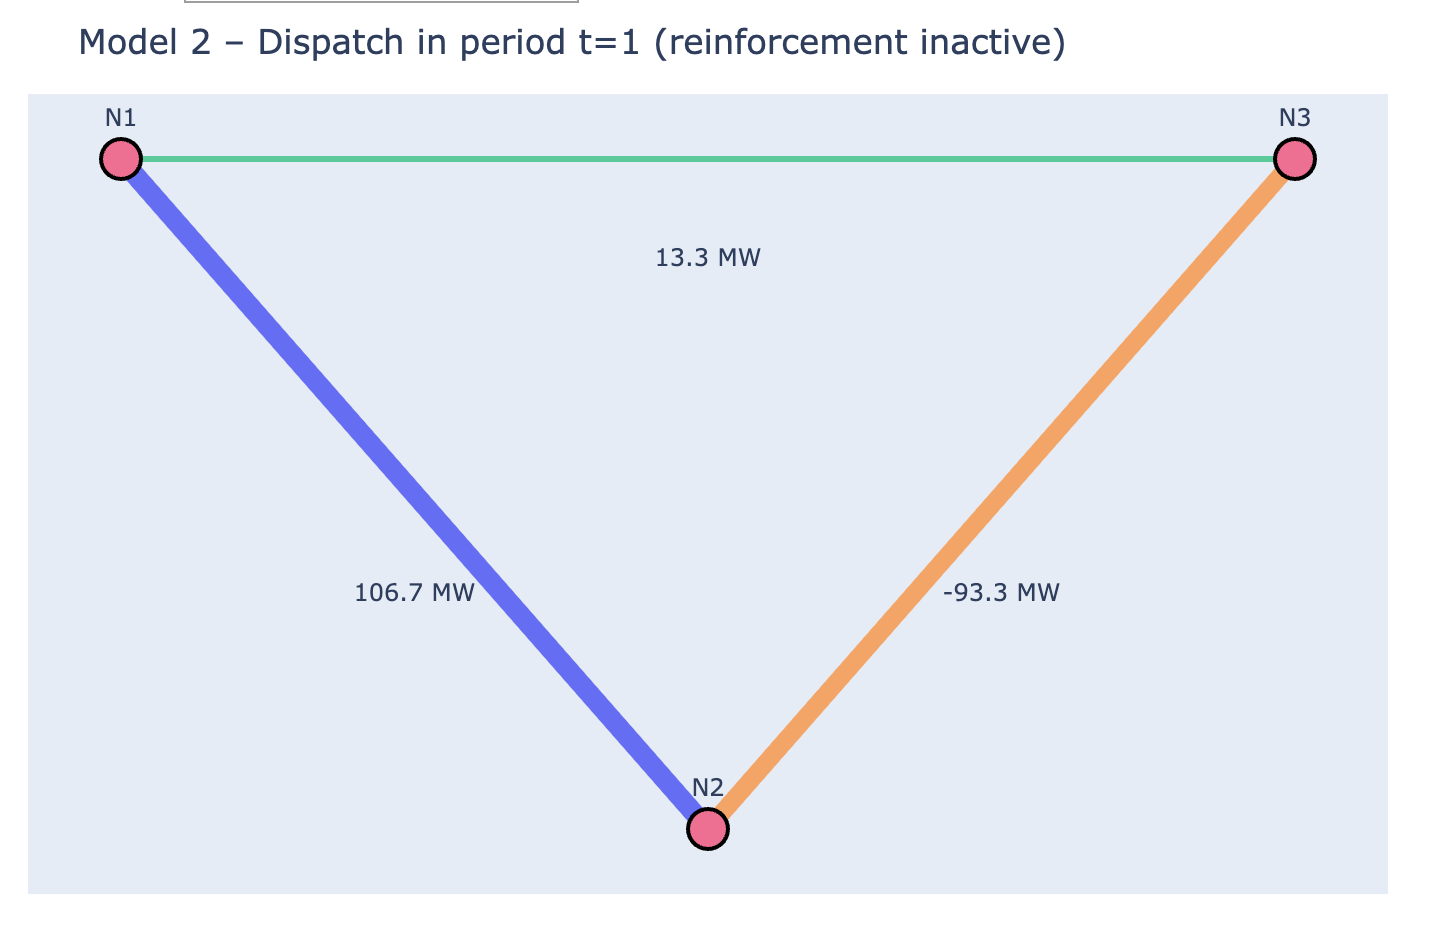 Model 2 – Dispatch in period t=1 (reinforcement inactive)
N1
N3
13.3 MW
106.7 MW
-93.3 MW
N2